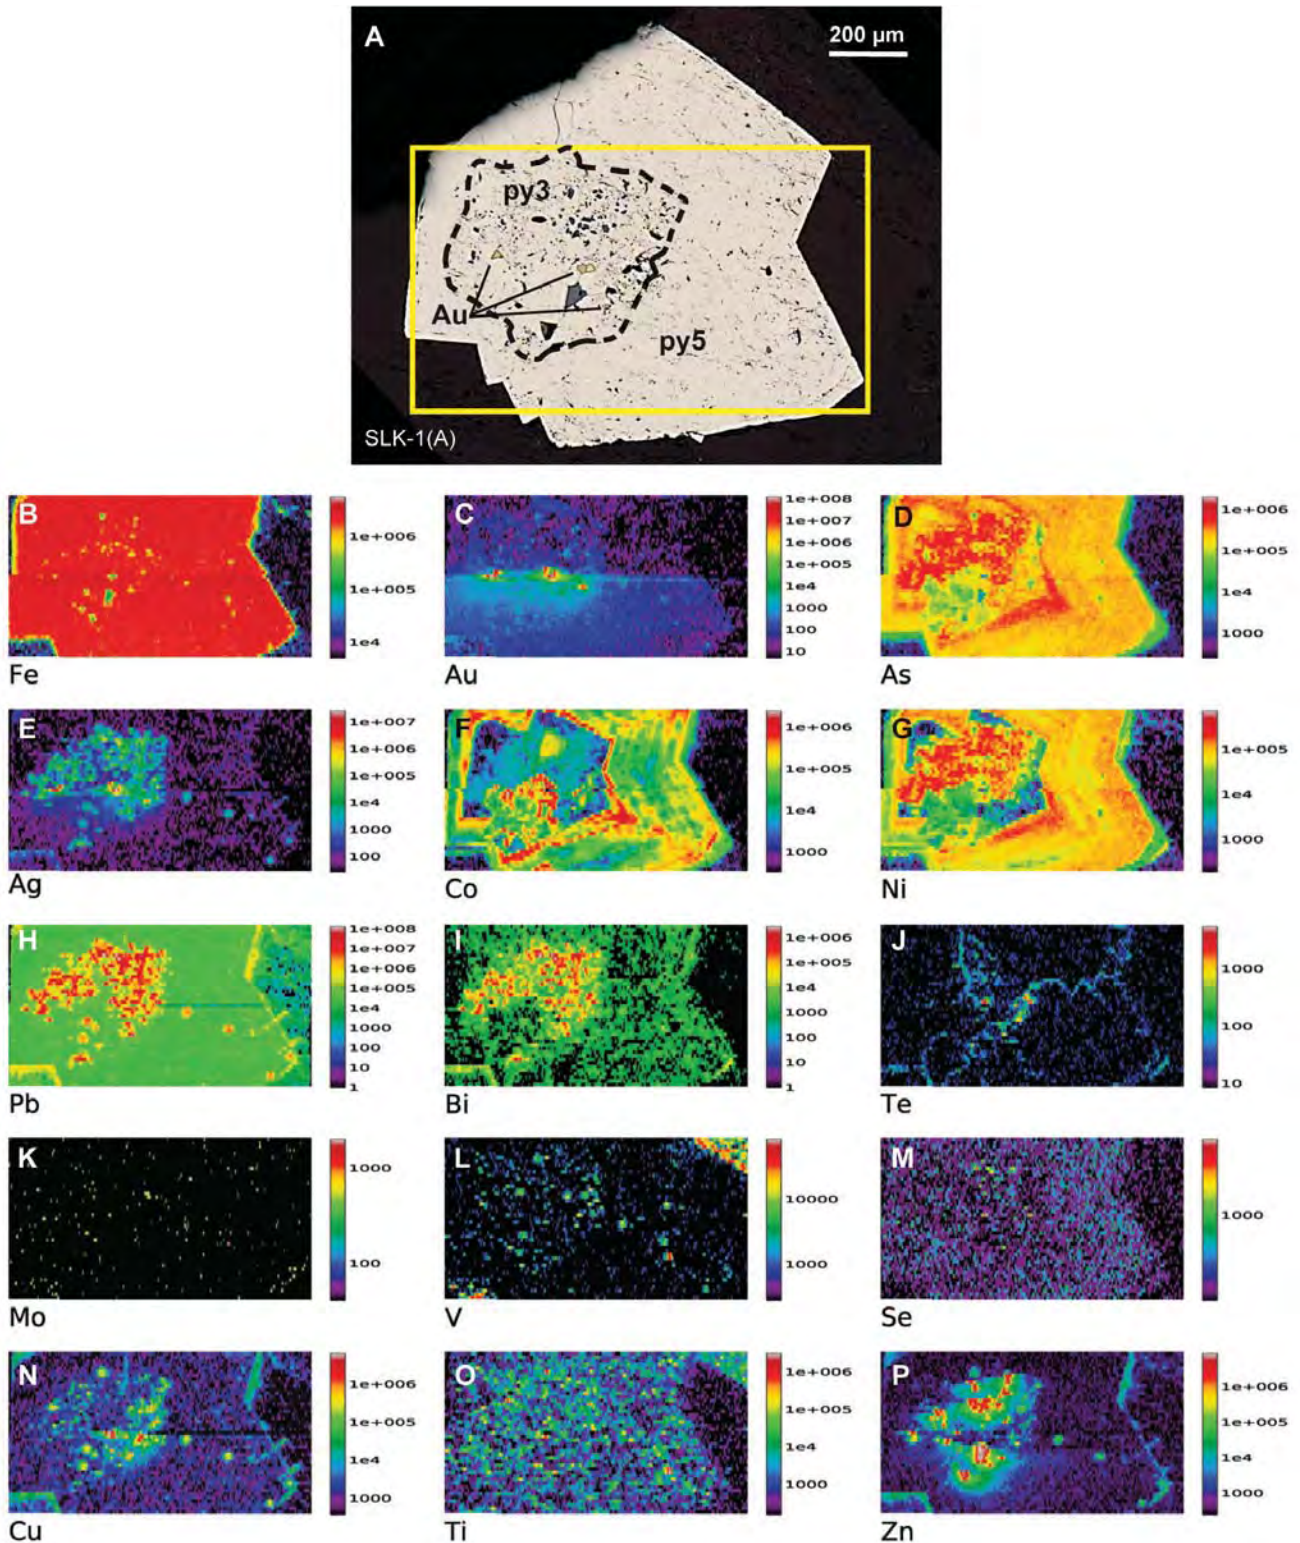 A
200 µm
py3
Au
py5
SLK-1(A)
B
1e+006
1e+005
1e4
Fe
C
1e+008
1e+007
1e+006
1e+005
1e4
1000
100
10
Au
D
1e+006
1e+005
1e4
1000
As
E
1e+007
1e+006
1e+005
1e4
1000
100
Ag
F
1e+006
1e+005
1e4
1000
Co
G
1e+005
1e4
1000
Ni
H
1e+008
1e+007
1e+006
1e+005
1e4
1000
100
10
1
Pb
I
1e+006
1e+005
1e4
1000
100
10
1
Bi
J
1000
100
10
Te
K
1000
100
Mo
L
10000
1000
V
M
1000
Se
N
1e+006
1e+005
1e4
1000
Cu
O
1e+006
1e+005
1e4
1000
Ti
P
1e+006
1e+005
1e4
1000
Zn